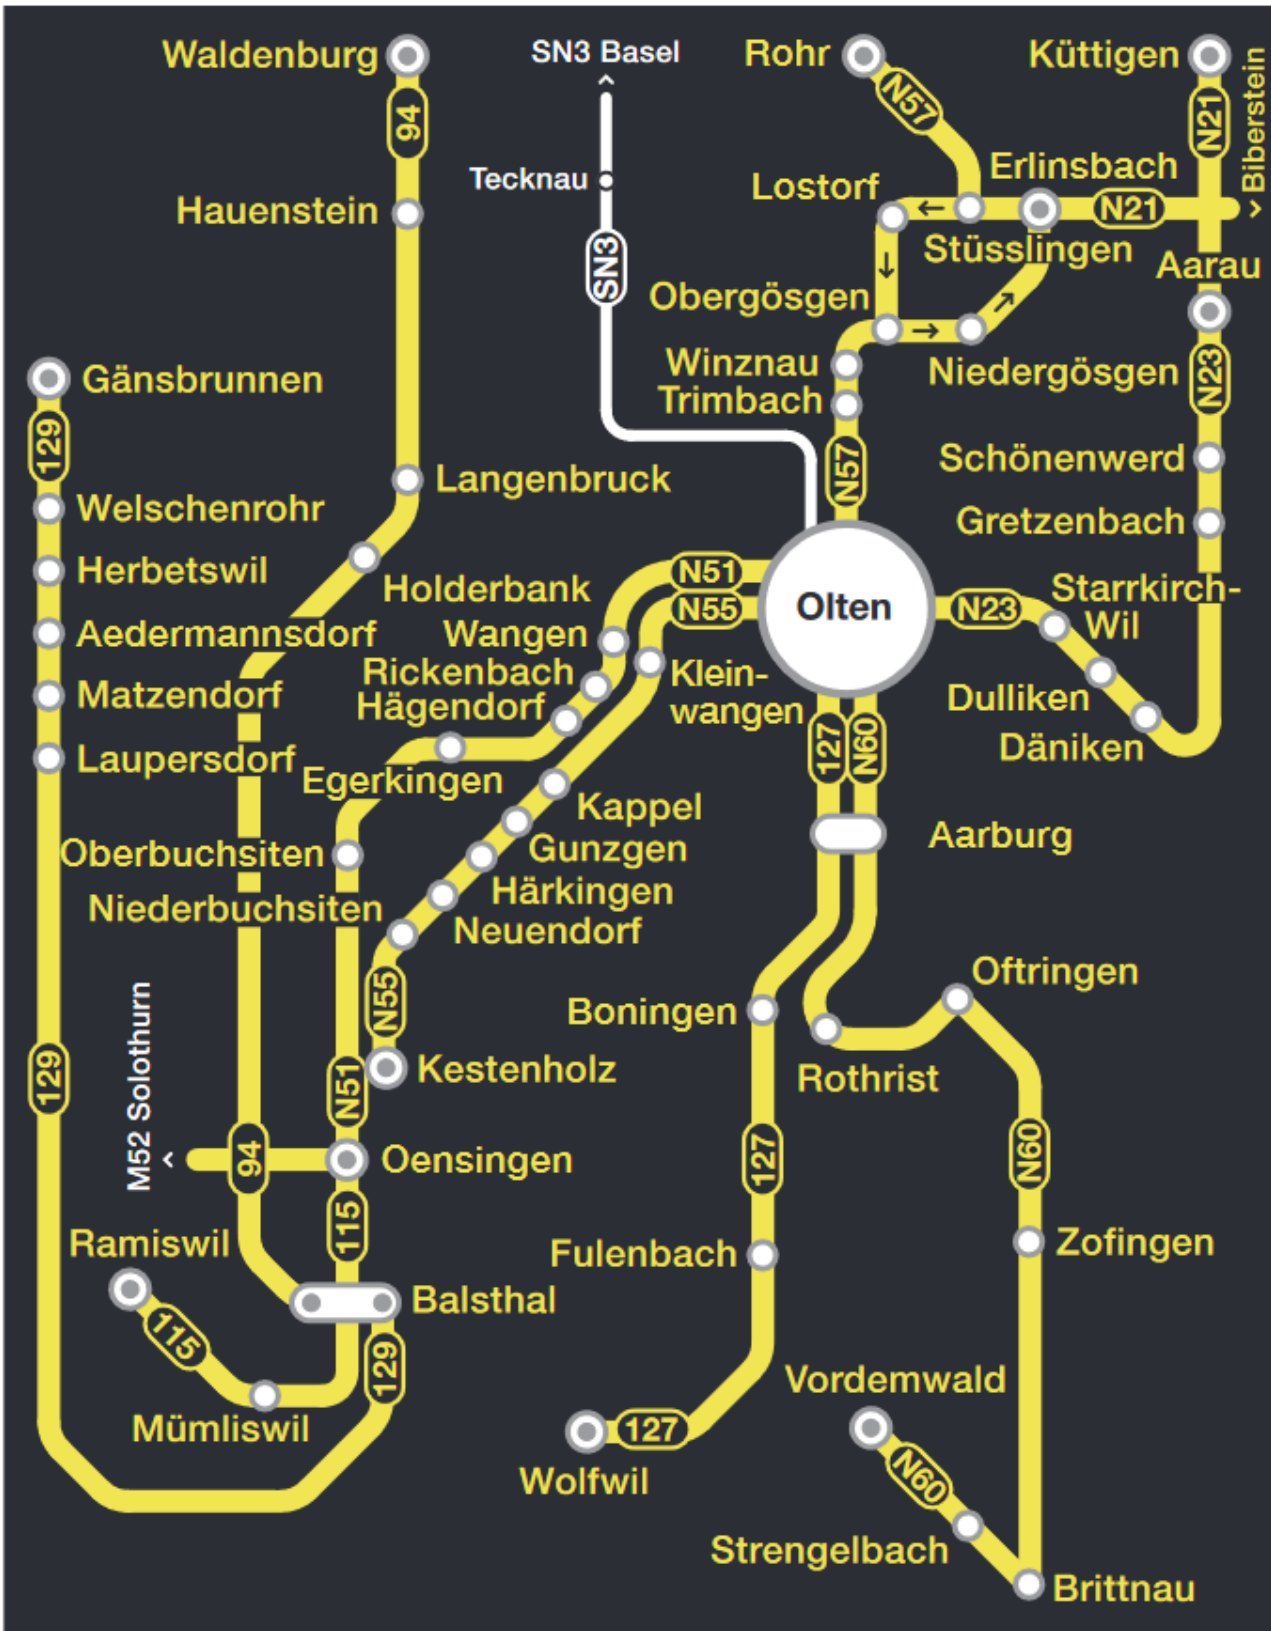 Waldenburg
SN3 Basel
Rohr
Küttigen
94
N57
N21
Biberstein
Tecknau
Erlinsbach
Lostorf
Hauenstein
N21
Stüsslingen
SN3
Aarau
Obergösgen
Winznau
Niedergösgen
N23
Gänsbrunnen
Trimbach
129
N57
Schönenwerd
Langenbruck
Welschenrohr
Gretzenbach
Herbetswil
N51
Holderbank
Starrkirch-
Wil
N55
Olten
N23
Aedermannsdorf
Wangen
Rickenbach
Klein-
wangen
Matzendorf
Hägendorf
Dulliken
Däniken
127
N60
Laupersdorf
Egerkingen
Kappel
Aarburg
Oberbuchsiten
Gunzgen
Härkingen
Niederbuchsiten
Neuendorf
Oftringen
N55
Boningen
M52 Solothurn
129
N51
Kestenholz
Rothrist
94
Oensingen
127
N60
115
Ramiswil
Fulenbach
Zofingen
Balsthal
115
129
Vordemwald
Mümliswil
127
Wolfwil
N60
Strengelbach
Brittnau